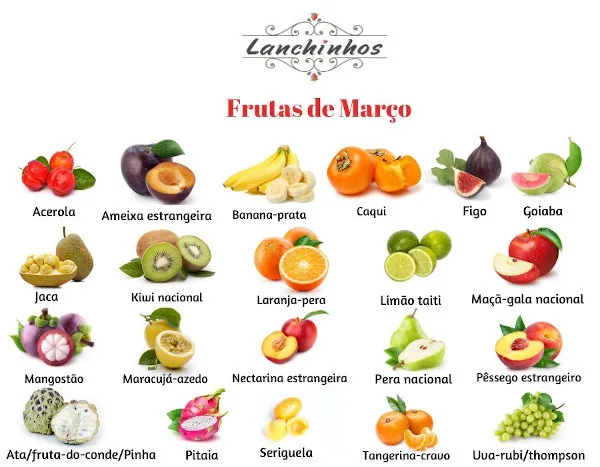 Lanchinhos
Frutas de Março
Acerola
Ameixa estrangeira
Banana-prata
Caqui
Figo
Goiaba
Jaca
Kiwi nacional
Laranja-pera
Limão taiti
Maçã-gala nacional
Mangostão
Maracujá-azedo
Nectarina estrangeira
Pera nacional
Pêssego estrangeiro
Ata/fruta-do-conde/Pinha
Pitaia
Seriguela
Tangerina-cravo
Uva-rubi/thompson